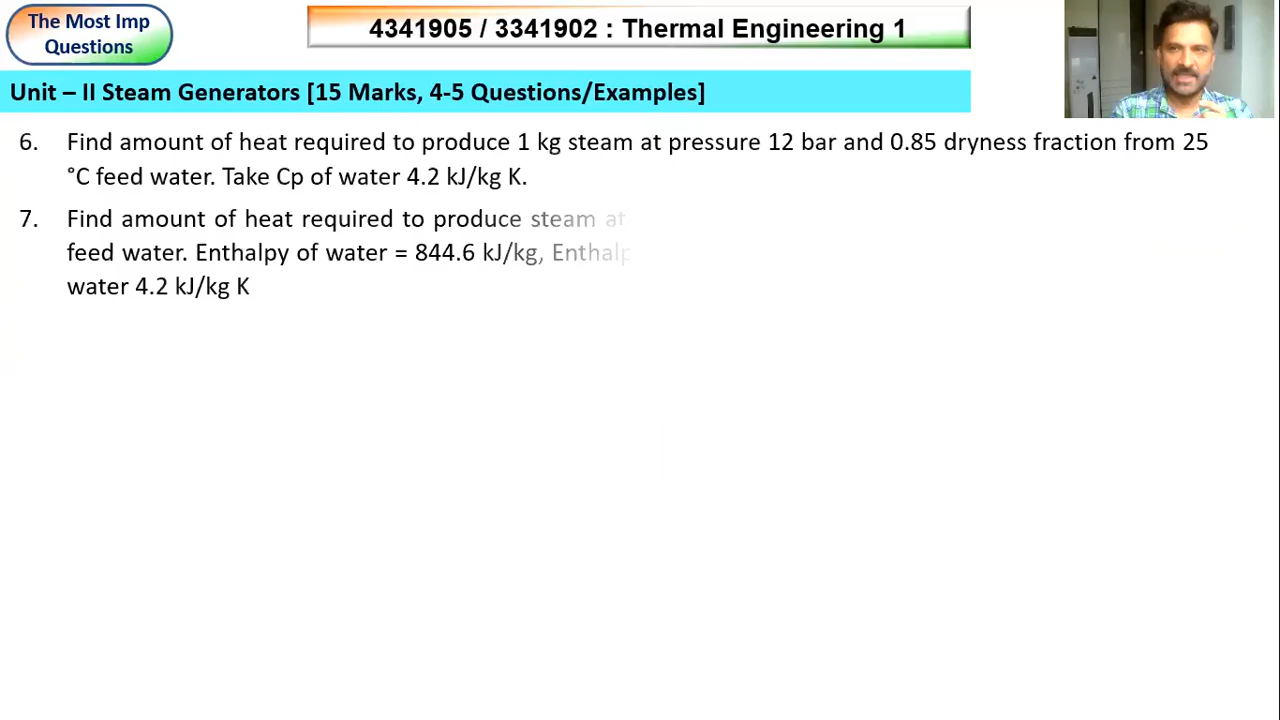 The Most Imp
Questions
4341905 / 3341902 : Thermal Engineering 1
Unit – II Steam Generators [15 Marks, 4-5 Questions/Examples]
6. Find amount of heat required to produce 1 kg steam at pressure 12 bar and 0.85 dryness fraction from 25
°C feed water. Take Cp of water 4.2 kJ/kg K.
7. Find amount of heat required to produce steam at
feed water. Enthalpy of water = 844.6 kJ/kg, Enthalp
water 4.2 kJ/kg K